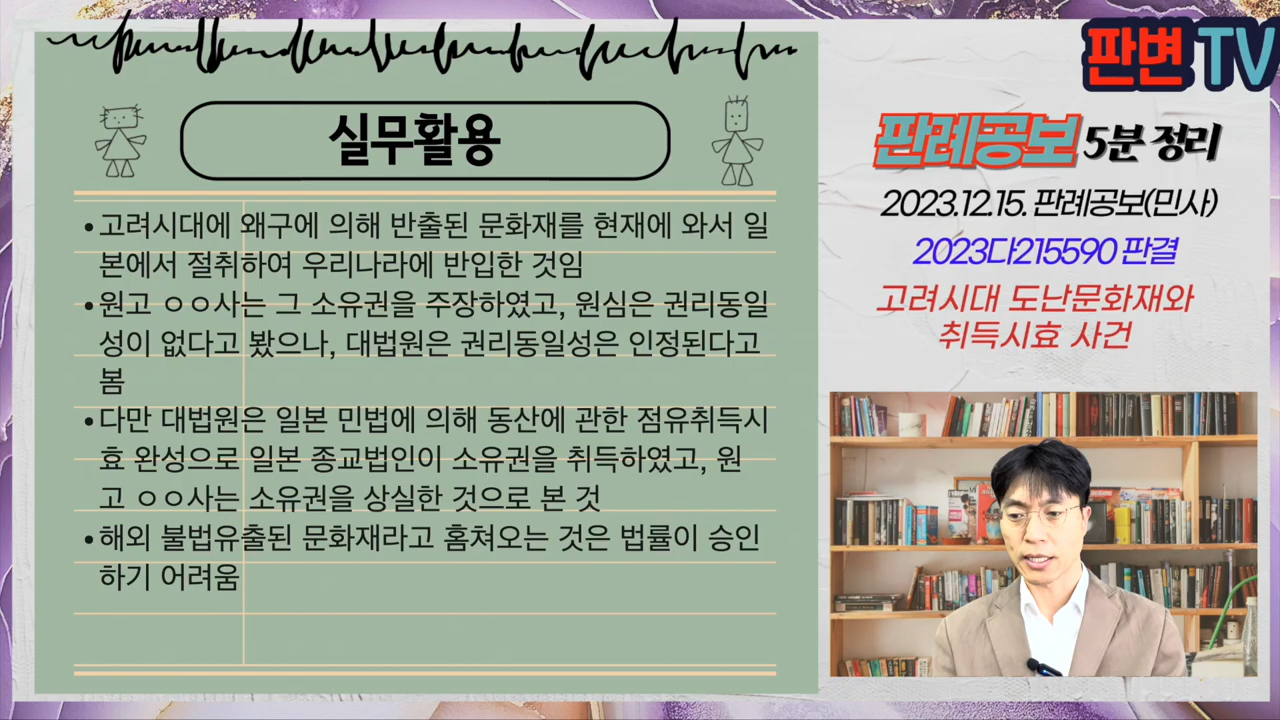 판변 TV
실무활용
•고려시대에 왜구에 의해 반출된 문화재를 현재에 와서 일
본에서 절취하여 우리나라에 반입한 것임
•원고 ㅇㅇ사는 그 소유권을 주장하였고, 원심은 권리동일
성이 없다고 봤으나, 대법원은 권리동일성은 인정된다고
봄
•다만 대법원은 일본 민법에 의해 동산에 관한 점유취득시
효 완성으로 일본 종교법인이 소유권을 취득하였고, 원
고 ㅇㅇ사는 소유권을 상실한 것으로 본 것
•해외 불법유출된 문화재라고 훔쳐오는 것은 법률이 승인
하기 어려움
판례공보 5분 정리
2023.12.15. 판례공보(민사)
2023다215590 판결
고려시대 도난문화재와
취득시효 사건